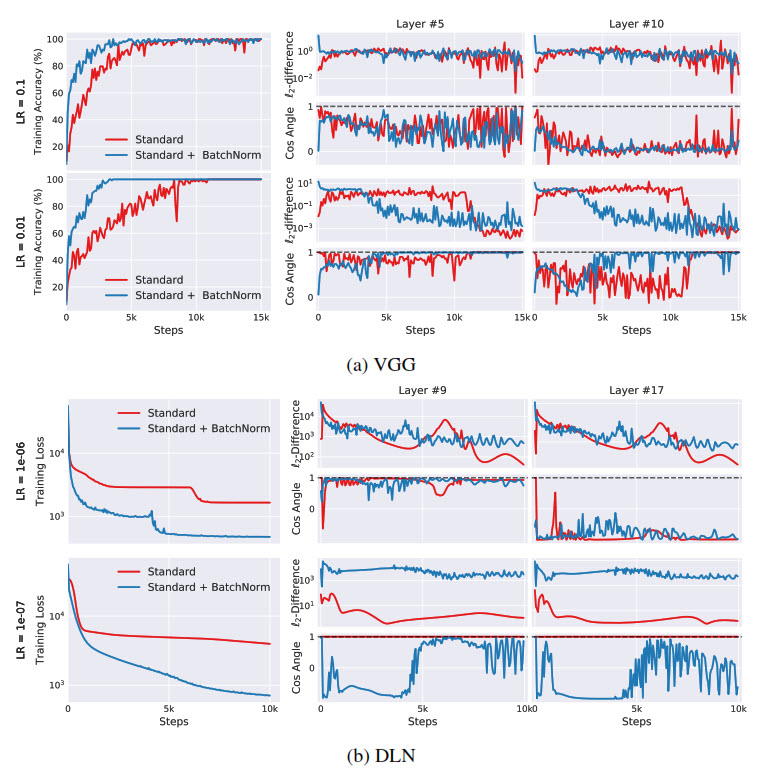 Layer #5 Layer #10
LR = 0.1
Training Accuracy (%)
100
80
60
40
20
Standard
Standard + BatchNorm
ℓ2-difference
10^0
10^−2
Cos Angle
1
0
LR = 0.01
Training Accuracy (%)
100
80
60
40
20
Standard
Standard + BatchNorm
0 5k 10k 15k
Steps
ℓ2-difference
10^1
10^−3
Cos Angle
1
0
0 5k 10k 15k 0 5k 10k 15k
Steps Steps
(a) VGG
Layer #9 Layer #17
LR = 1e-06
Training Loss
10^4
10^3
Standard
Standard + BatchNorm
ℓ2-Difference
10^4
10^2
Cos Angle
1
0
LR = 1e-07
Training Loss
10^4
10^3
Standard
Standard + BatchNorm
0 5k 10k
Steps
ℓ2-Difference
10^3
10^1
Cos Angle
1
0
0 5k 10k 0 5k 10k
Steps Steps
(b) DLN